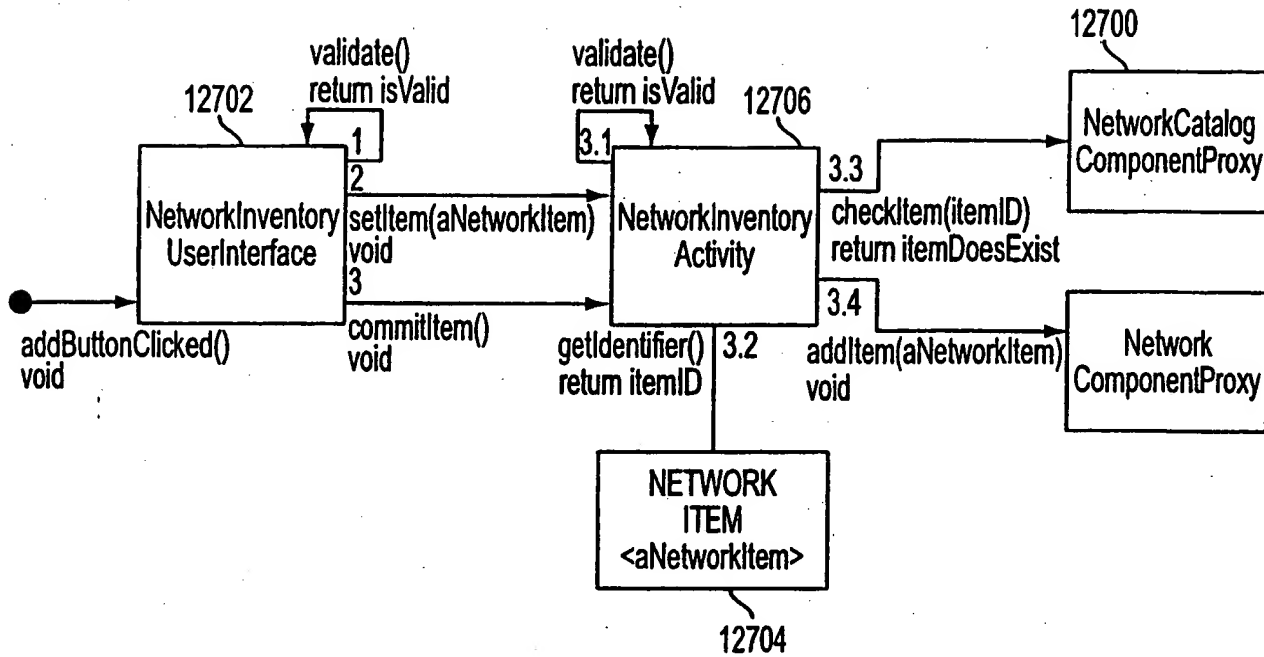 12700
validate()
return isValid
12702
validate()
return isValid
12706
1
2
3.1
3.3
NetworkCatalog
ComponentProxy
NetworkInventory
UserInterface
setItem(aNetworkItem)
void
3
NetworkInventory
Activity
checkItem(itemID)
return itemDoesExist
3.4
addButtonClicked()
void
commitItem()
void
getIdentifier()
return itemID
3.2
addItem(aNetworkItem)
void
Network
ComponentProxy
NETWORK
ITEM
<aNetworkItem>
12704